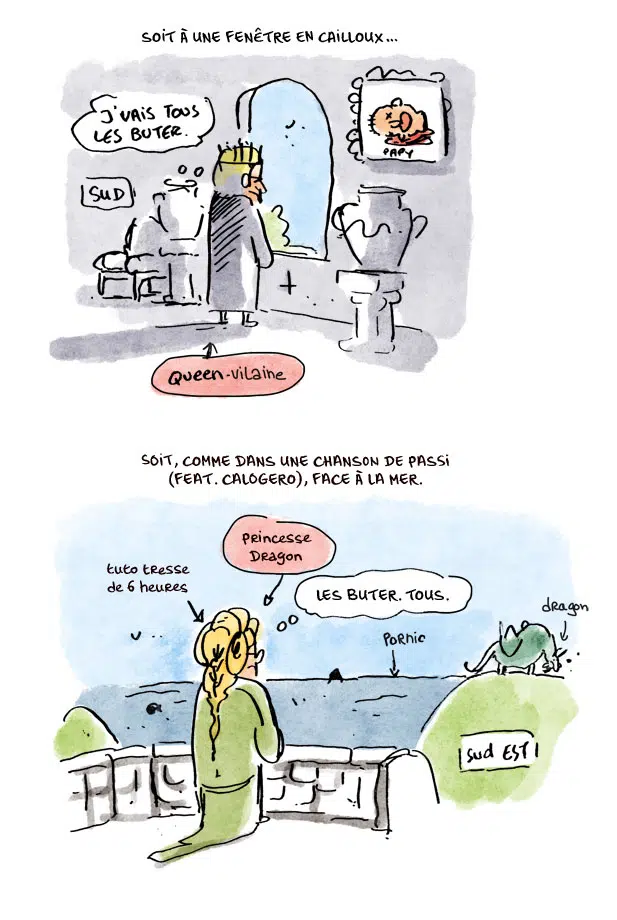 SOIT À UNE FENÊTRE EN CAILLOUX...
J'VAIS TOUS
LES BUTER.
SUD
PAPY
Queen-vilaine
SOIT, COMME DANS UNE CHANSON DE PASSI
(FEAT. CALOGERO), FACE À LA MER.
Princesse
Dragon
tuto tresse
de 6 heures
LES BUTER. TOUS.
dragon
Pornic
Sud EST